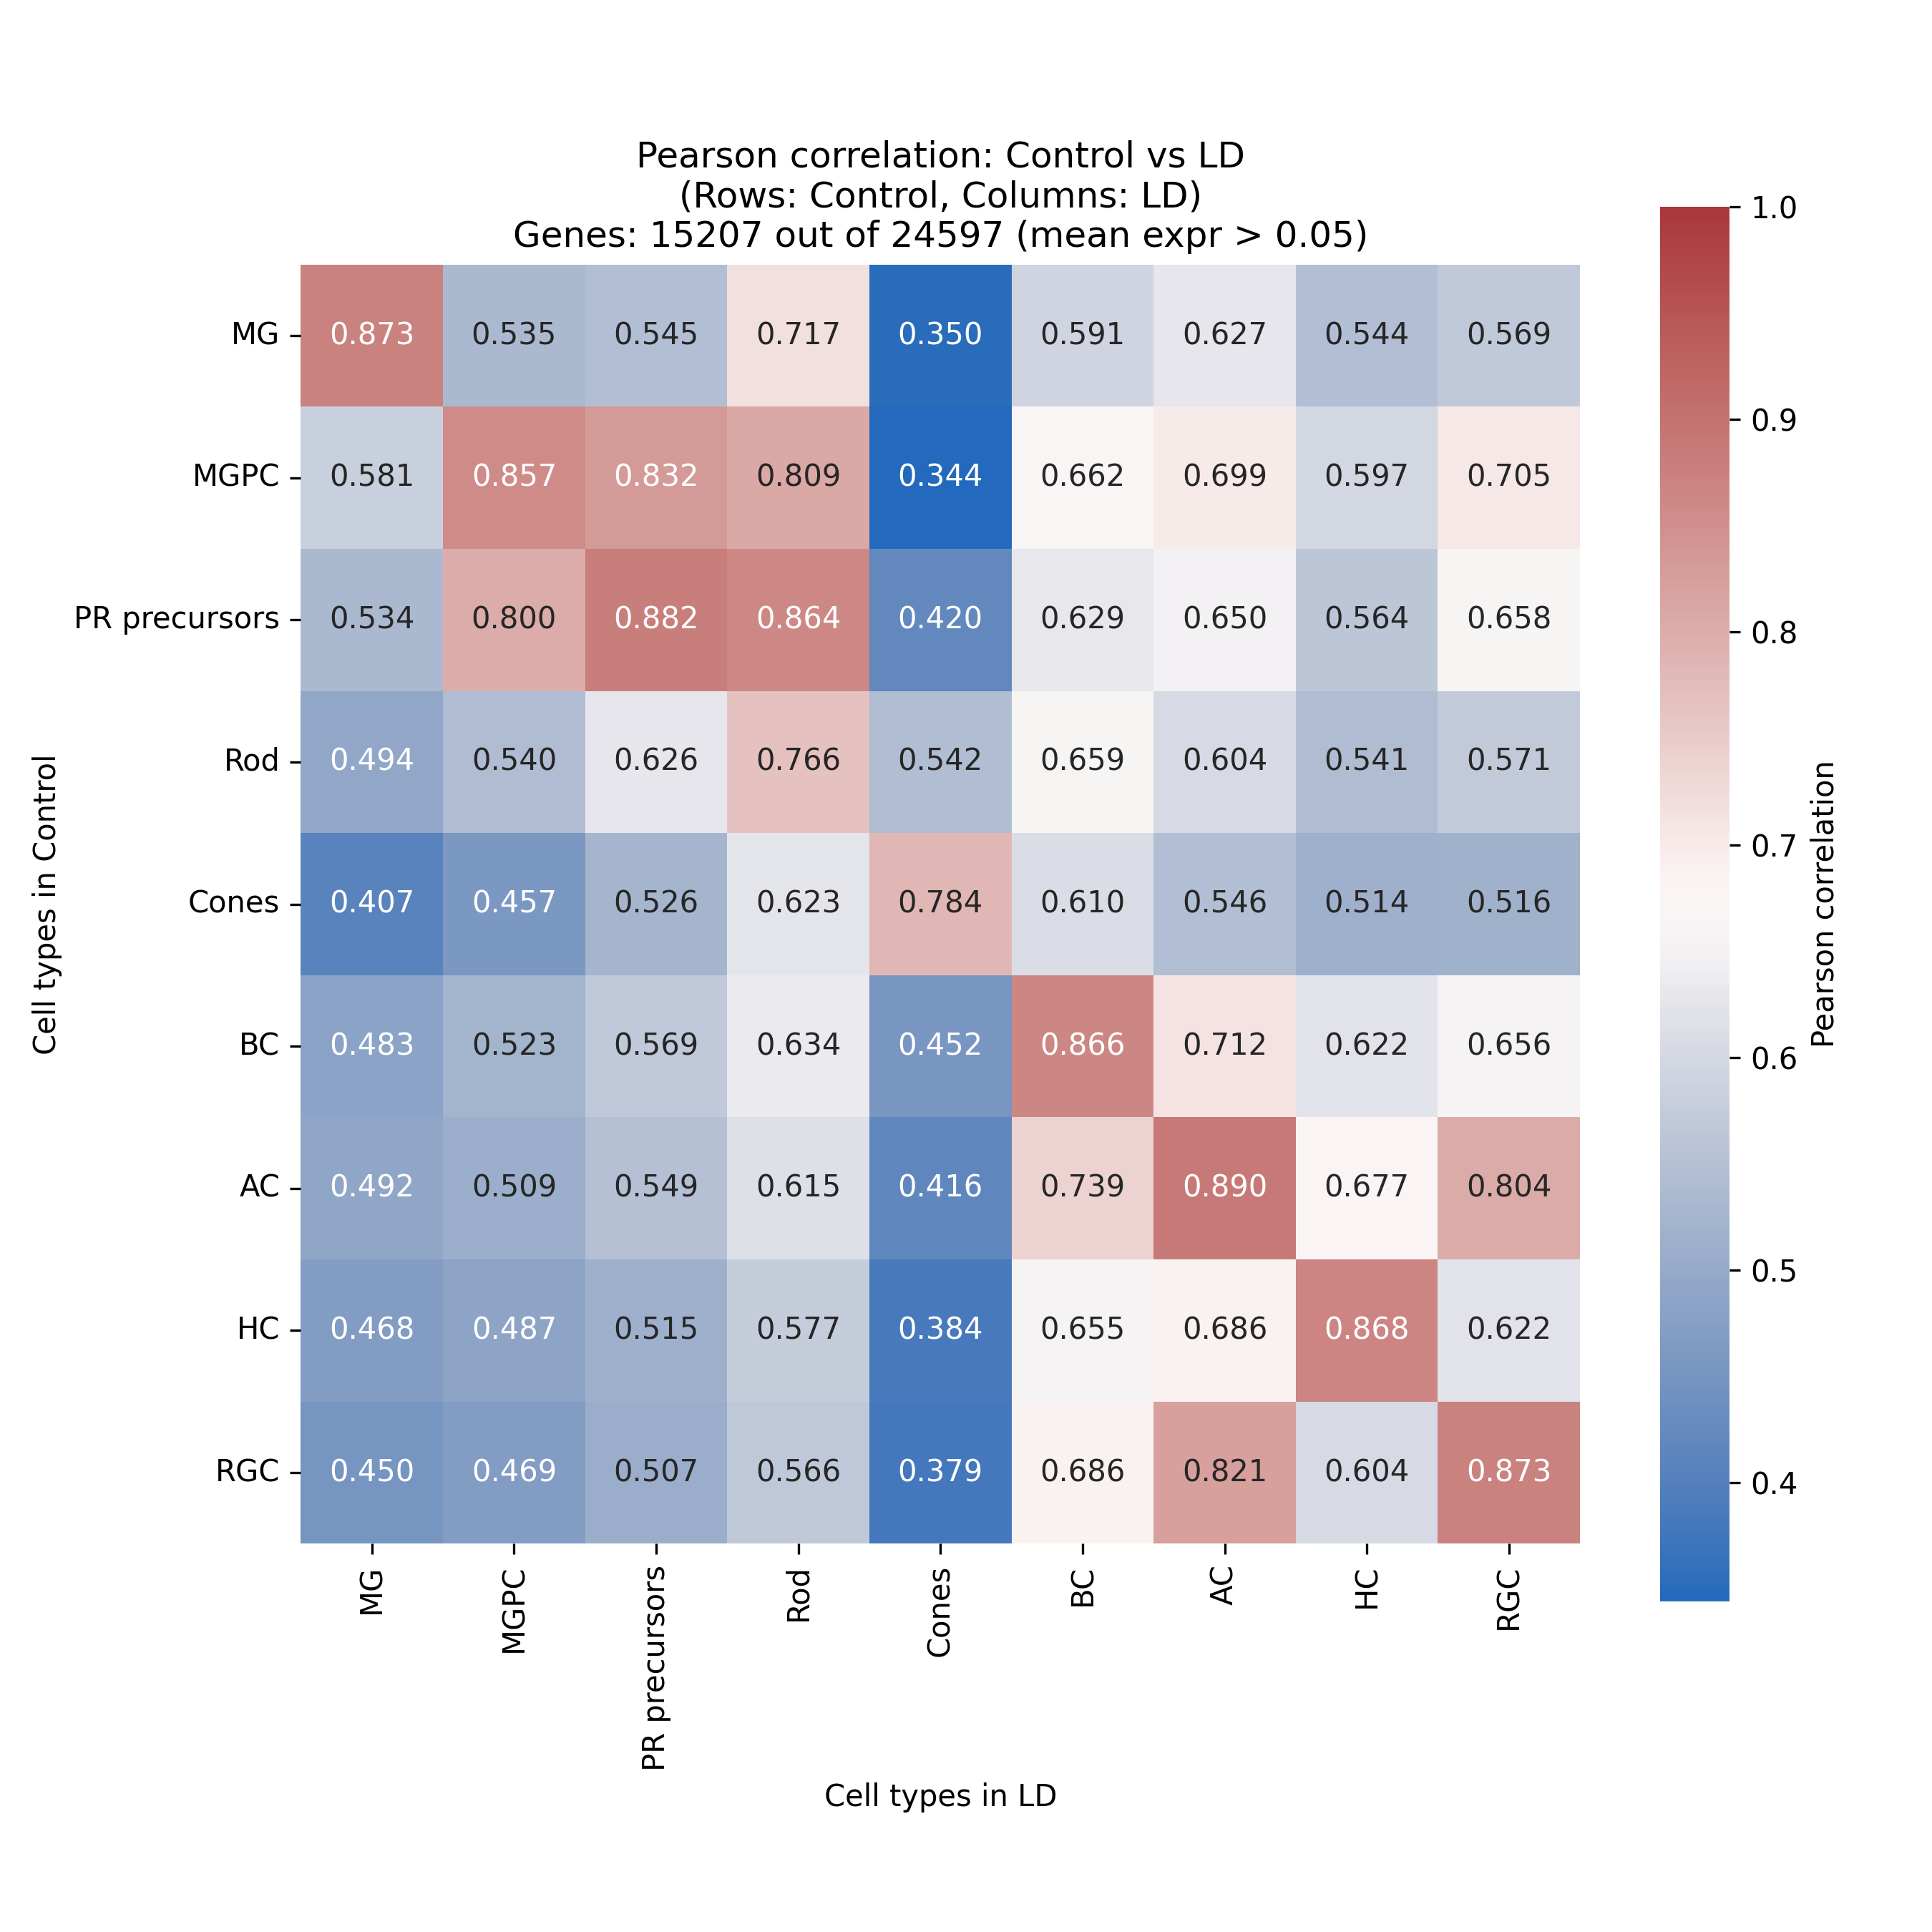 Pearson correlation: Control vs LD
(Rows: Control, Columns: LD)
Genes: 15207 out of 24597 (mean expr > 0.05)
Cell types in Control
MG 0.873 0.535 0.545 0.717 0.350 0.591 0.627 0.544 0.569
MGPC 0.581 0.857 0.832 0.809 0.344 0.662 0.699 0.597 0.705
PR precursors 0.534 0.800 0.882 0.864 0.420 0.629 0.650 0.564 0.658
Rod 0.494 0.540 0.626 0.766 0.542 0.659 0.604 0.541 0.571
Cones 0.407 0.457 0.526 0.623 0.784 0.610 0.546 0.514 0.516
BC 0.483 0.523 0.569 0.634 0.452 0.866 0.712 0.622 0.656
AC 0.492 0.509 0.549 0.615 0.416 0.739 0.890 0.677 0.804
HC 0.468 0.487 0.515 0.577 0.384 0.655 0.686 0.868 0.622
RGC 0.450 0.469 0.507 0.566 0.379 0.686 0.821 0.604 0.873
MG MGPC PR precursors Rod Cones BC AC HC RGC
Cell types in LD
1.0
0.9
0.8
0.7
0.6
0.5
0.4
Pearson correlation